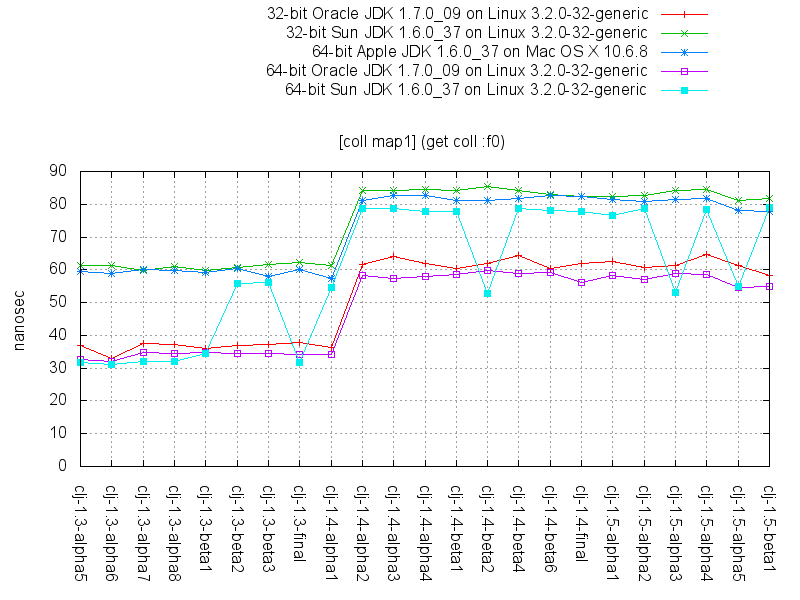 32-bit Oracle JDK 1.7.0_09 on Linux 3.2.0-32-generic
32-bit Sun JDK 1.6.0_37 on Linux 3.2.0-32-generic
64-bit Apple JDK 1.6.0_37 on Mac OS X 10.6.8
64-bit Oracle JDK 1.7.0_09 on Linux 3.2.0-32-generic
64-bit Sun JDK 1.6.0_37 on Linux 3.2.0-32-generic
[coll map1] (get coll :f0)
nanosec
90
80
70
60
50
40
30
20
10
0
clj-1.3-alpha5
clj-1.3-alpha6
clj-1.3-alpha7
clj-1.3-alpha8
clj-1.3-beta1
clj-1.3-beta2
clj-1.3-beta3
clj-1.3-final
clj-1.4-alpha1
clj-1.4-alpha2
clj-1.4-alpha3
clj-1.4-alpha4
clj-1.4-beta1
clj-1.4-beta2
clj-1.4-beta4
clj-1.4-beta6
clj-1.4-final
clj-1.5-alpha1
clj-1.5-alpha2
clj-1.5-alpha3
clj-1.5-alpha4
clj-1.5-alpha5
clj-1.5-beta1